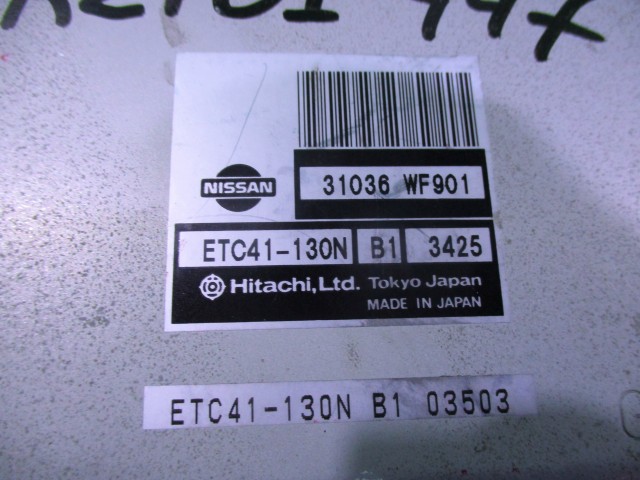 NISSAN
31036 WF901
ETC41-130N B1 3425
Hitachi, Ltd. Tokyo Japan
MADE IN JAPAN
ETC41-130N B1 03503